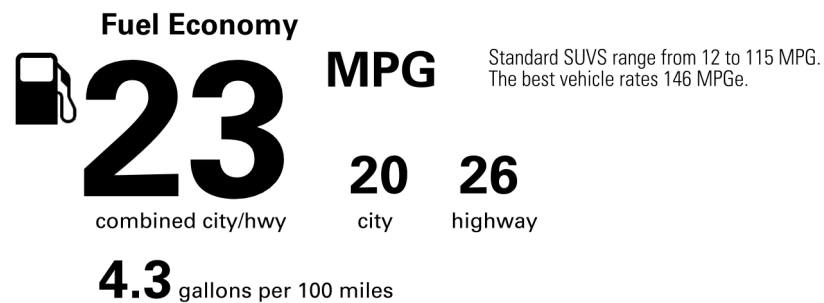 Fuel Economy
23
MPG
Standard SUVS range from 12 to 115 MPG.
The best vehicle rates 146 MPGe.
20 26
combined city/hwy city highway
4.3 gallons per 100 miles